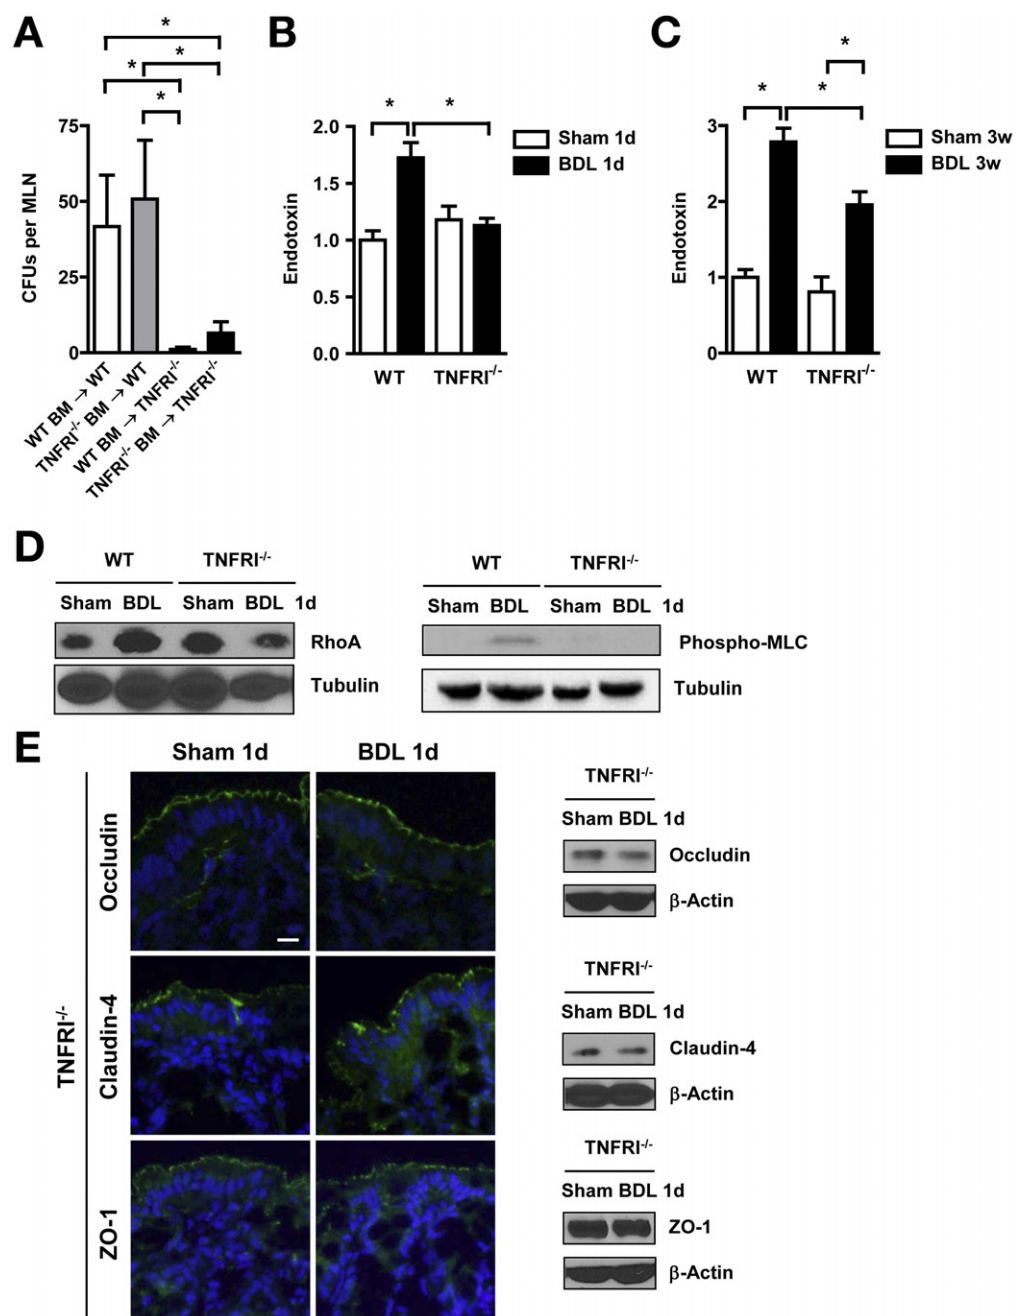 A
*
*
*
*
CFUs per MLN
75
50
25
0
WT BM → WT
TNFRI-/- BM → WT
WT BM → TNFRI-/-
TNFRI-/- BM → TNFRI-/-
B
*
*
Endotoxin
2.0
1.5
1.0
0.5
0.0
WT TNFRI-/-
Sham 1d
BDL 1d
C
*
*
*
Endotoxin
3
2
1
0
WT TNFRI-/-
Sham 3w
BDL 3w
D
WT TNFRI-/-
Sham BDL Sham BDL 1d
RhoA
Tubulin
WT TNFRI-/-
Sham BDL Sham BDL 1d
Phospho-MLC
Tubulin
E
Sham 1d BDL 1d
TNFRI-/-
Occludin
Claudin-4
ZO-1
TNFRI-/-
Sham BDL 1d
Occludin
β-Actin
TNFRI-/-
Sham BDL 1d
Claudin-4
β-Actin
TNFRI-/-
Sham BDL 1d
ZO-1
β-Actin